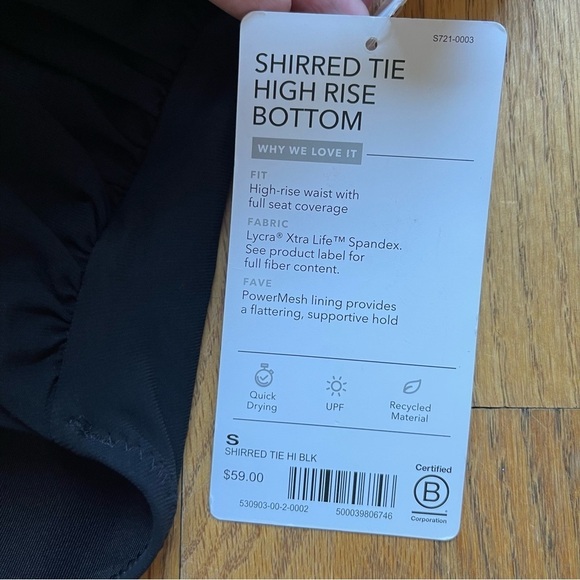 S721-0003
SHIRRED TIE
HIGH RISE
BOTTOM
WHY WE LOVE IT
FIT
High-rise waist with
full seat coverage
FABRIC
Lycra® Xtra Life™ Spandex.
See product label for
full fiber content.
FAVE
PowerMesh lining provides
a flattering, supportive hold
Quick
Drying
UPF
Recycled
Material
S
SHIRRED TIE HI BLK
$59.00
530903-00-2-0002
500039806746
Certified
B
Corporation